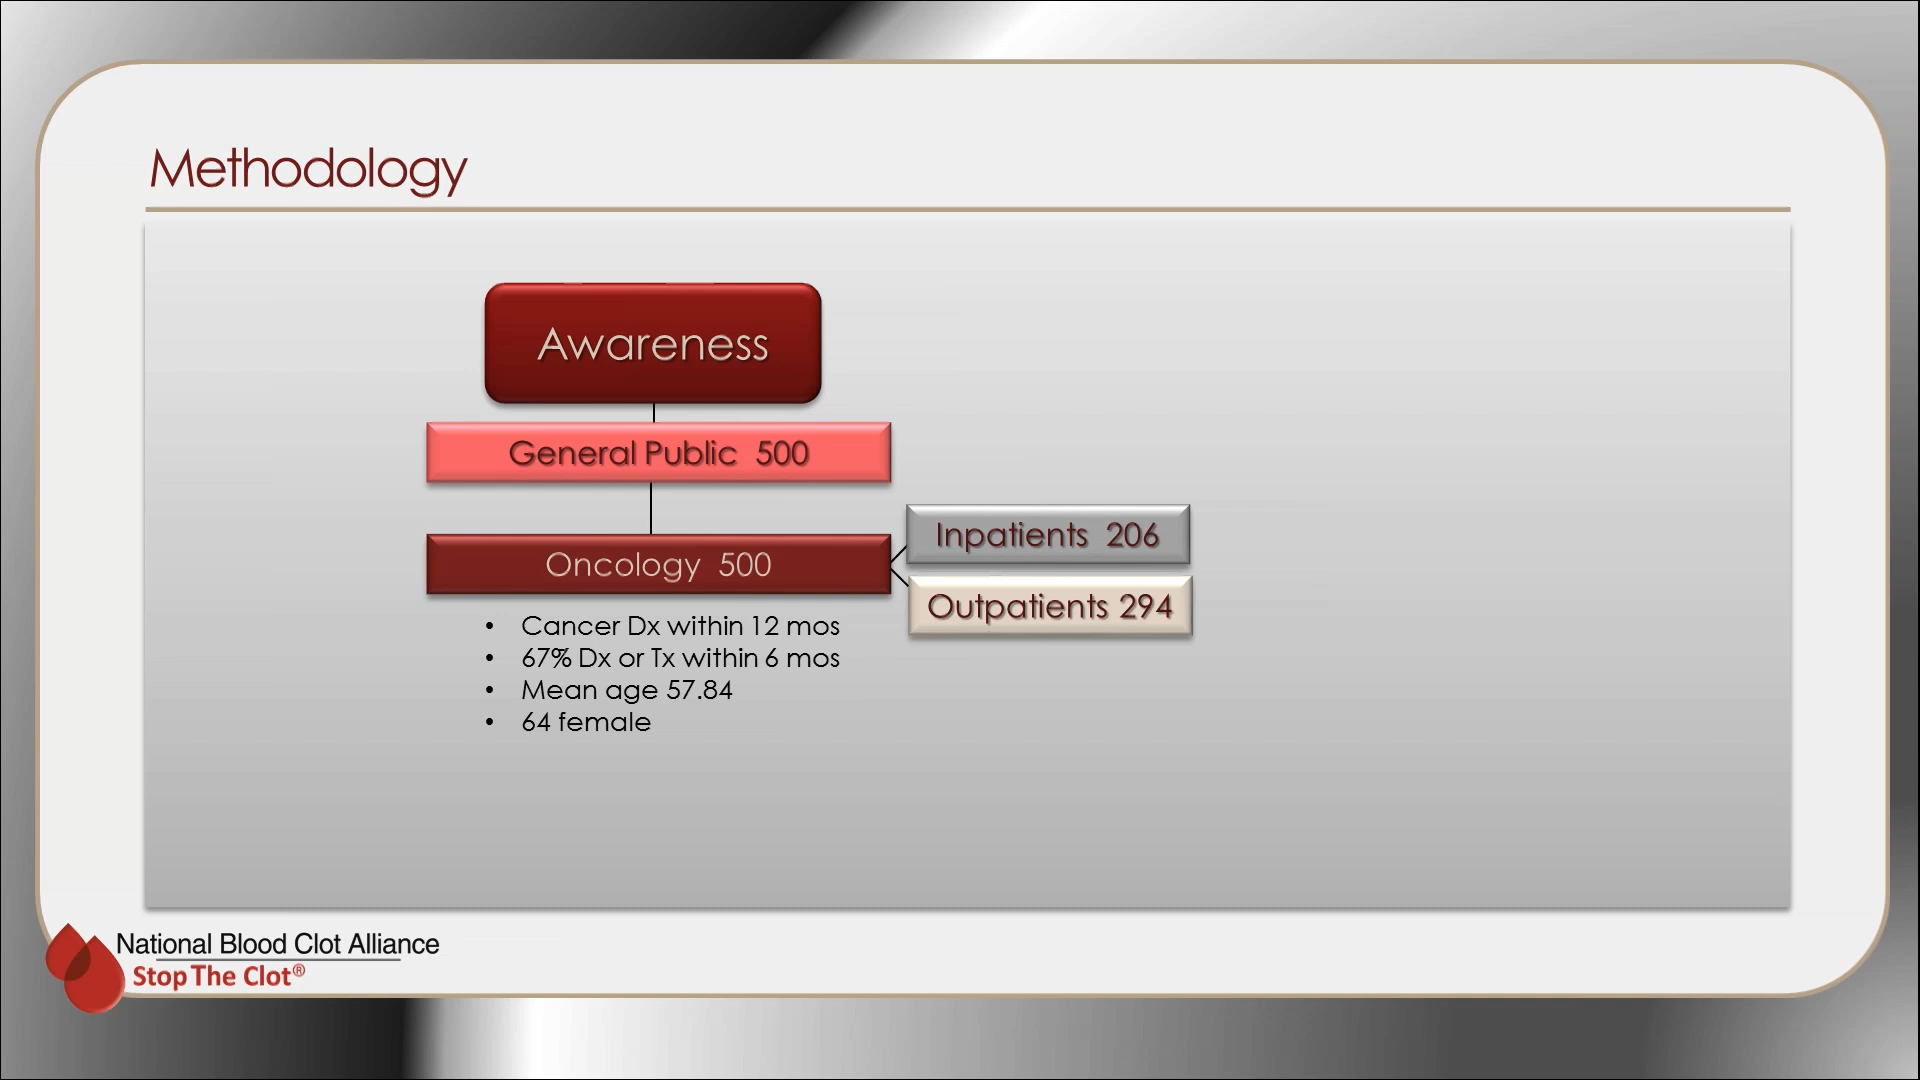 Methodology
Awareness
General Public 500
Oncology 500
Inpatients 206
Outpatients 294
• Cancer Dx within 12 mos
• 67% Dx or Tx within 6 mos
• Mean age 57.84
• 64 female
National Blood Clot Alliance
Stop The Clot®